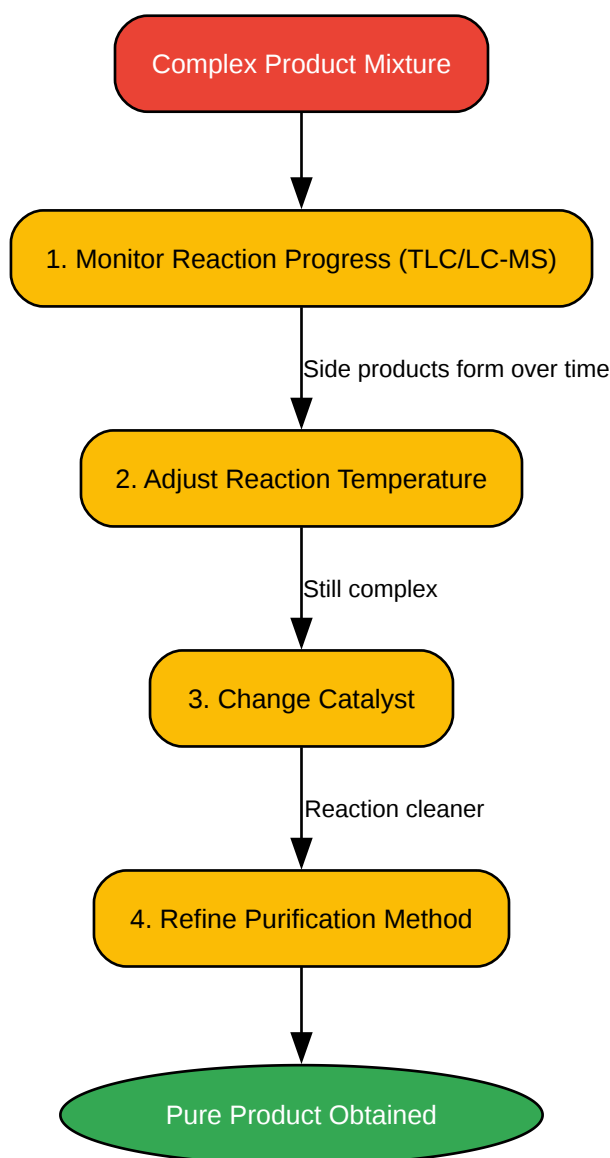 Complex Product Mixture
1. Monitor Reaction Progress (TLC/LC-MS)
Side products form over time
2. Adjust Reaction Temperature
Still complex
3. Change Catalyst
Reaction cleaner
4. Refine Purification Method
Pure Product Obtained